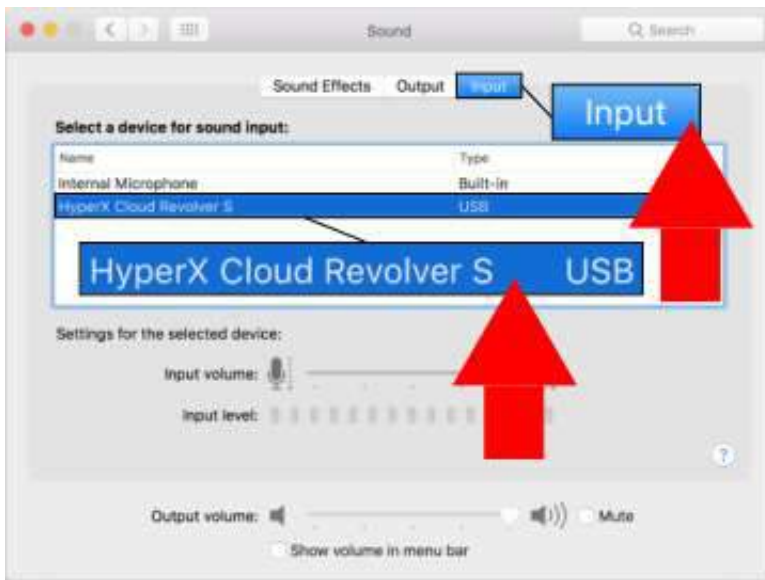 Sound
Search
Sound Effects Output Input
Input
Select a device for sound input:
Name Type
Internal Microphone Built-in
HyperX Cloud Revolver S USB
HyperX Cloud Revolver S USB
Settings for the selected device:
Input volume:
Input level:
?
Output volume: Mute
Show volume in menu bar